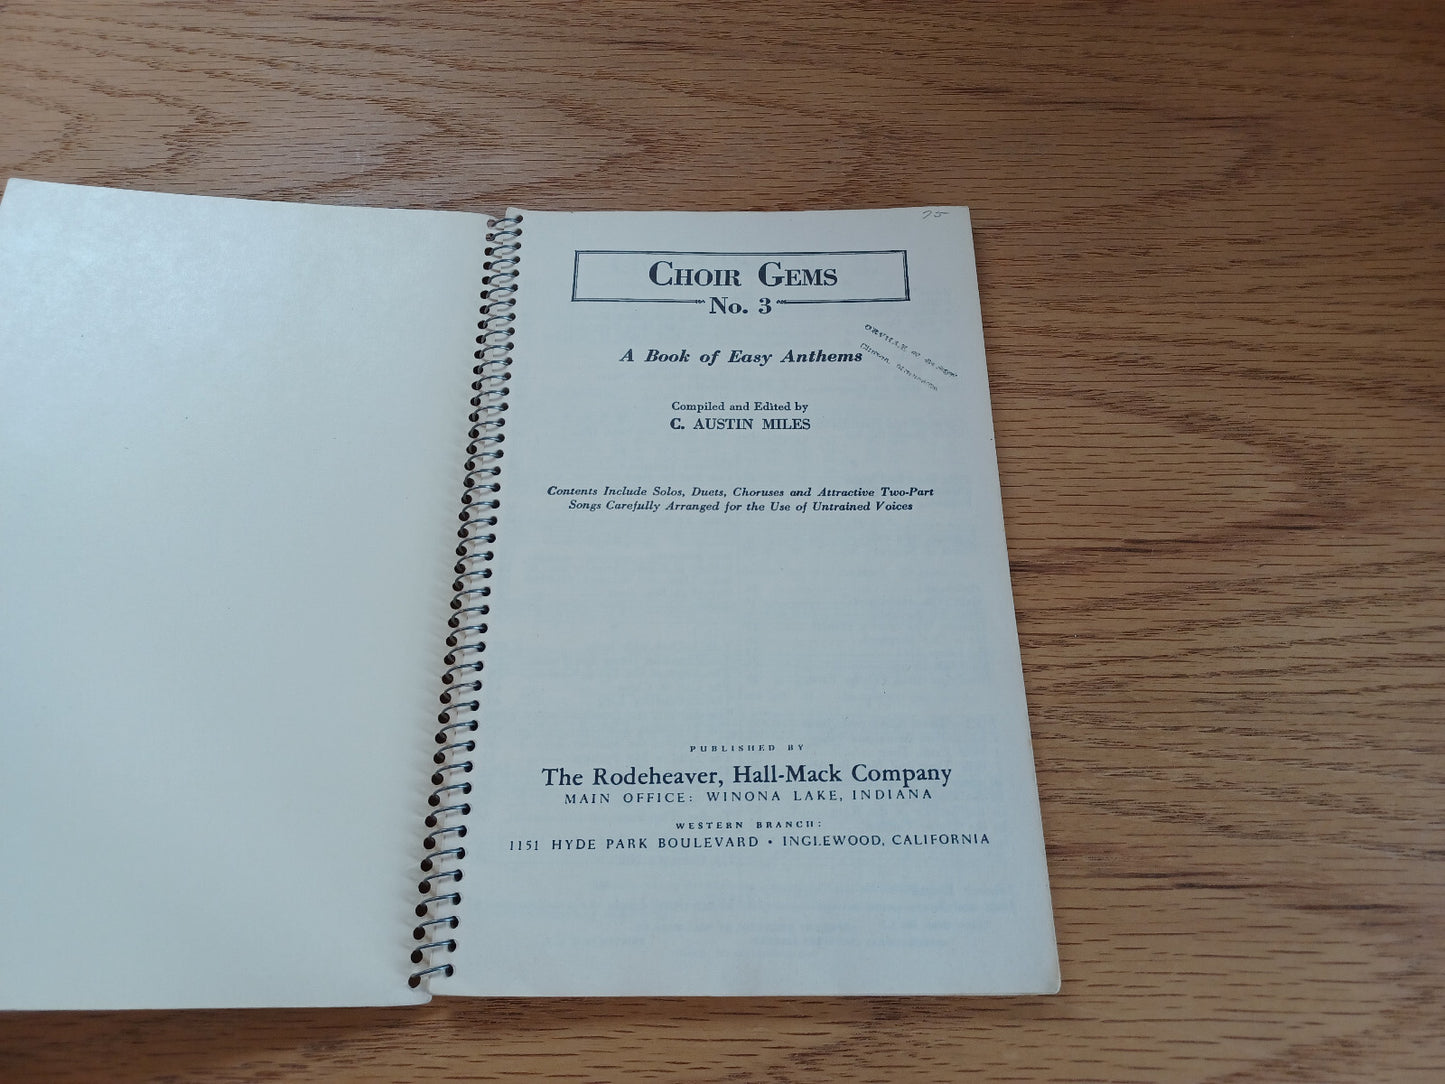 75
CHOIR GEMS
No. 3
A Book of Easy Anthems
ORVILLE
Compiled and Edited by
C. AUSTIN MILES
Contents Include Solos, Duets, Choruses and Attractive Two-Part
Songs Carefully Arranged for the Use of Untrained Voices
PUBLISHED BY
The Rodeheaver, Hall-Mack Company
MAIN OFFICE: WINONA LAKE, INDIANA
WESTERN BRANCH:
1151 HYDE PARK BOULEVARD • INGLEWOOD, CALIFORNIA